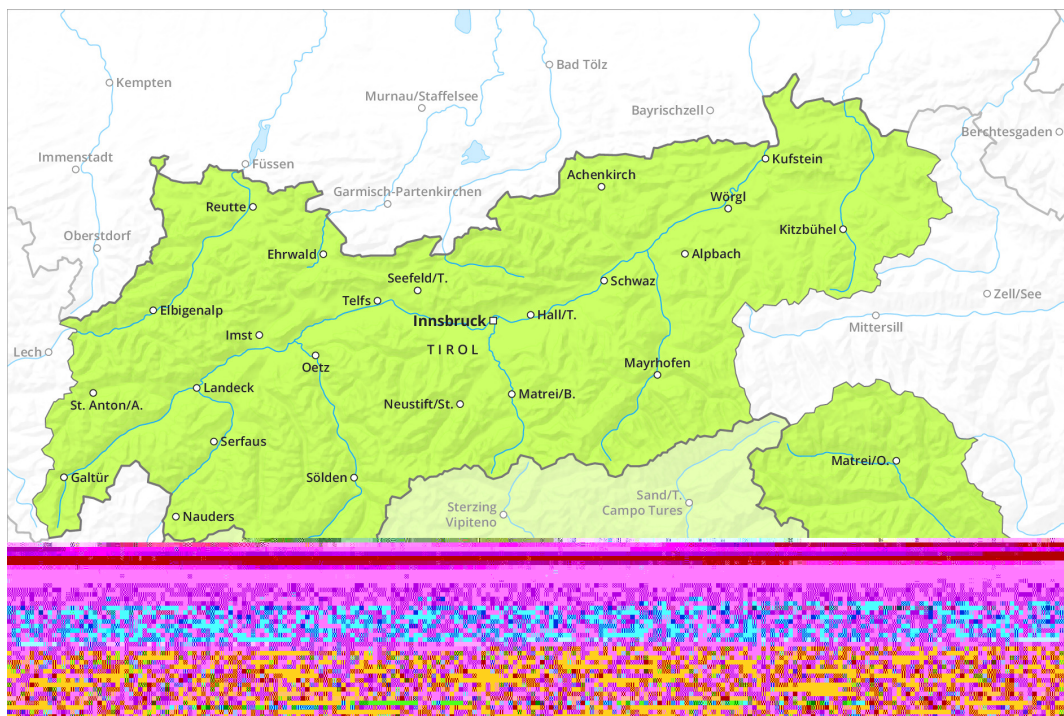 Kempten
Bad Tölz
Murnau/Staffelsee
Bayrischzell
Berchtesgaden
Immenstadt
Füssen
Kufstein
Achenkirch
Garmisch-Partenkirchen
Wörgl
Reutte
Kitzbühel
Oberstdorf
Ehrwald
Alpbach
Seefeld/T.
Schwaz
Zell/See
Telfs
Elbigenalp
Hall/T.
Innsbruck
Mittersill
Imst
TIROL
Lech
Oetz
Mayrhofen
Landeck
Matrei/B.
St. Anton/A.
Neustift/St.
Serfaus
Matrei/O.
Galtür
Sölden
Sand/T.
Campo Tures
Sterzing
Vipiteno
Nauders